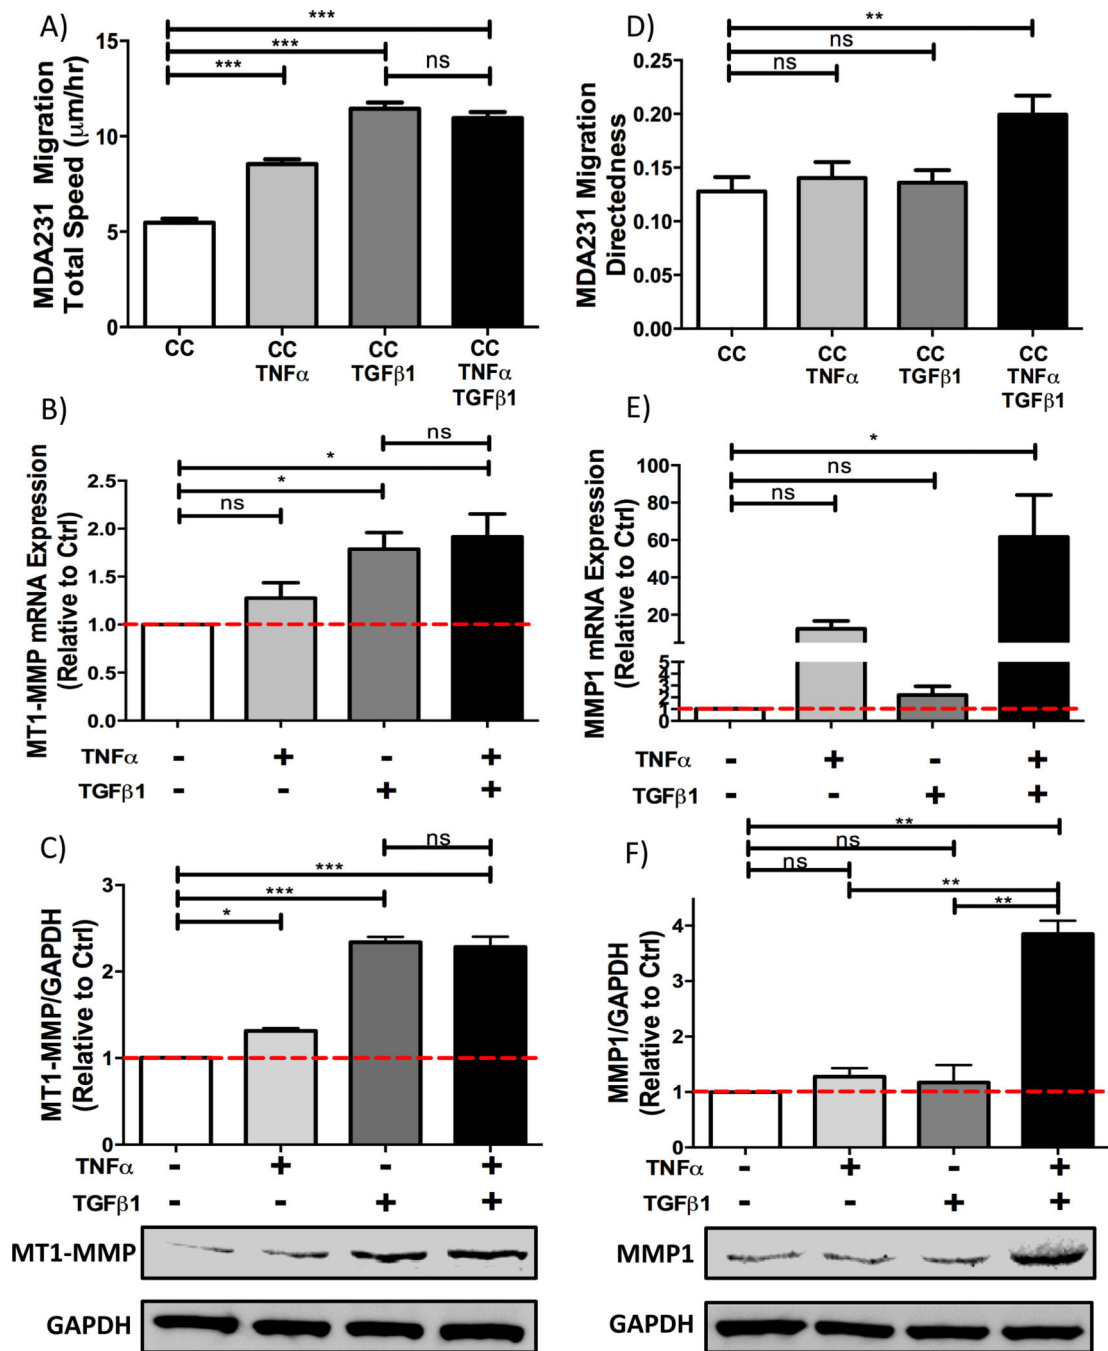 A)
***
***
***
ns
MDA231 Migration
Total Speed (μm/hr)
15
10
5
0
CC
CC
TNFα
CC
TGFβ1
CC
TNFα
TGFβ1
D)
**
ns
ns
MDA231 Migration
Directedness
0.25
0.20
0.15
0.10
0.05
0.00
CC
CC
TNFα
CC
TGFβ1
CC
TNFα
TGFβ1
B)
ns
*
*
ns
MT1-MMP mRNA Expression
(Relative to Ctrl)
2.5
2.0
1.5
1.0
0.5
0.0
TNFα - + - +
TGFβ1 - - + +
E)
*
ns
ns
MMP1 mRNA Expression
(Relative to Ctrl)
100
80
60
40
20
5
4
3
2
1
0
TNFα - + - +
TGFβ1 - - + +
C)
ns
***
***
*
MT1-MMP/GAPDH
(Relative to Ctrl)
3
2
1
0
TNFα - + - +
TGFβ1 - - + +
MT1-MMP
GAPDH
F)
**
ns
ns
**
**
MMP1/GAPDH
(Relative to Ctrl)
4
2
1
0
TNFα - + - +
TGFβ1 - - + +
MMP1
GAPDH